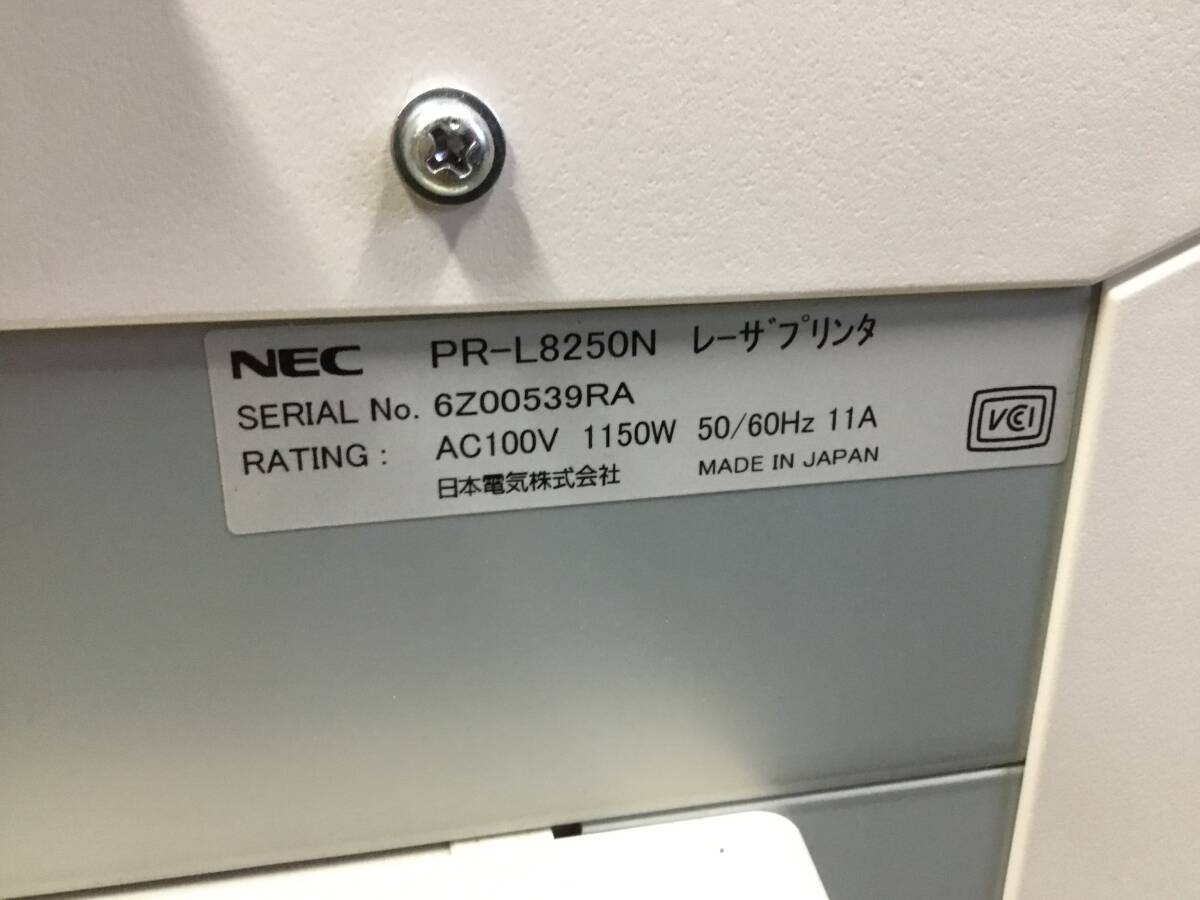 NEC PR-L8250N レーザプリンタ
SERIAL No. 6Z00539RA
RATING : AC100V 1150W 50/60Hz 11A
日本電気株式会社 MADE IN JAPAN
VCCI